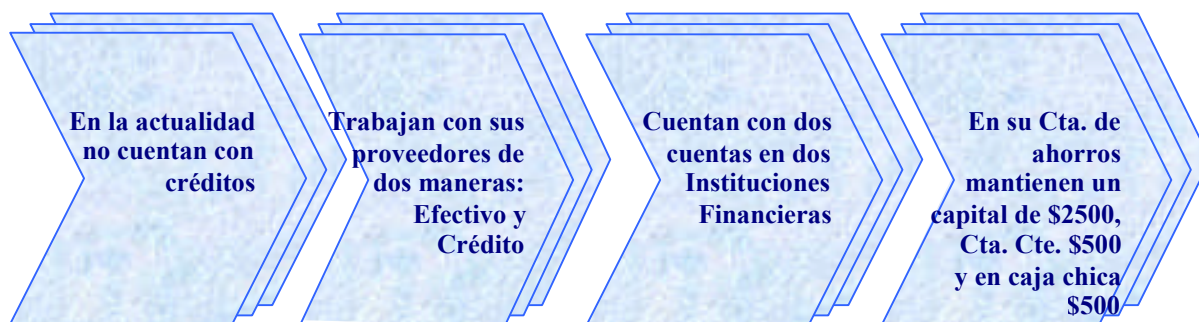 En la actualidad
no cuentan con
créditos
Trabajan con sus
proveedores de
dos maneras:
Efectivo y
Crédito
Cuentan con dos
cuentas en dos
Instituciones
Financieras
En su Cta. de
ahorros
mantienen un
capital de $2500,
Cta. Cte. $500
y en caja chica
$500